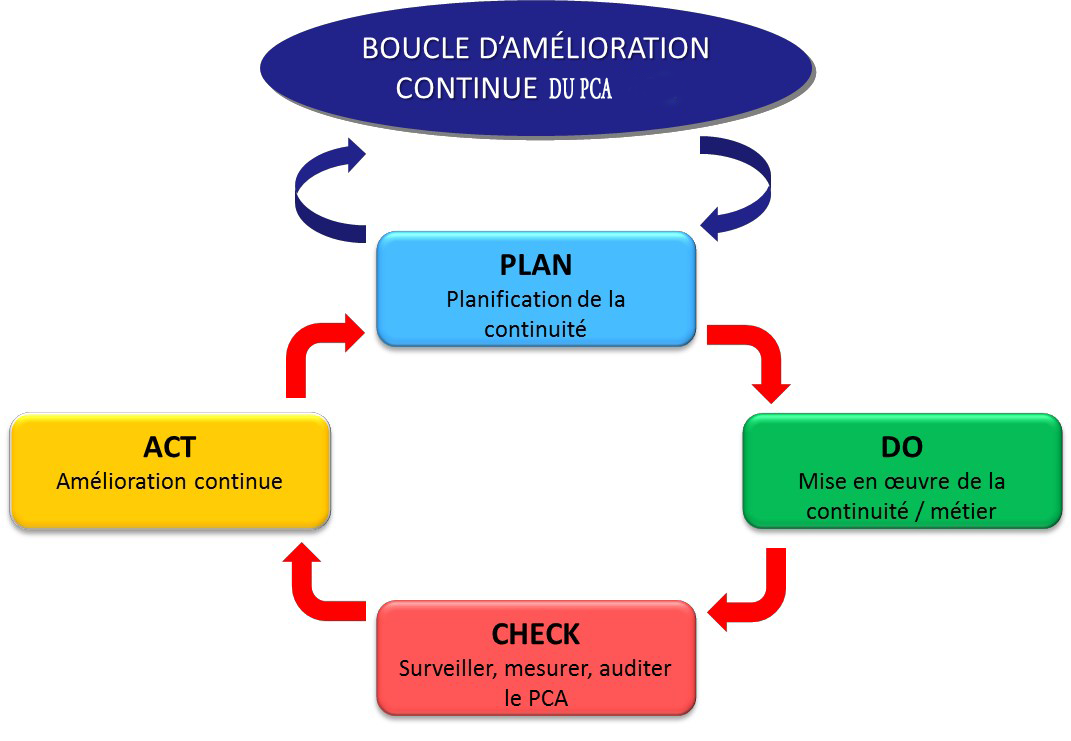 BOUCLE D’AMÉLIORATION
CONTINUE DU PCA
PLAN
Planification de la
continuité
ACT
Amélioration continue
DO
Mise en œuvre de la
continuité / métier
CHECK
Surveiller, mesurer, auditer
le PCA